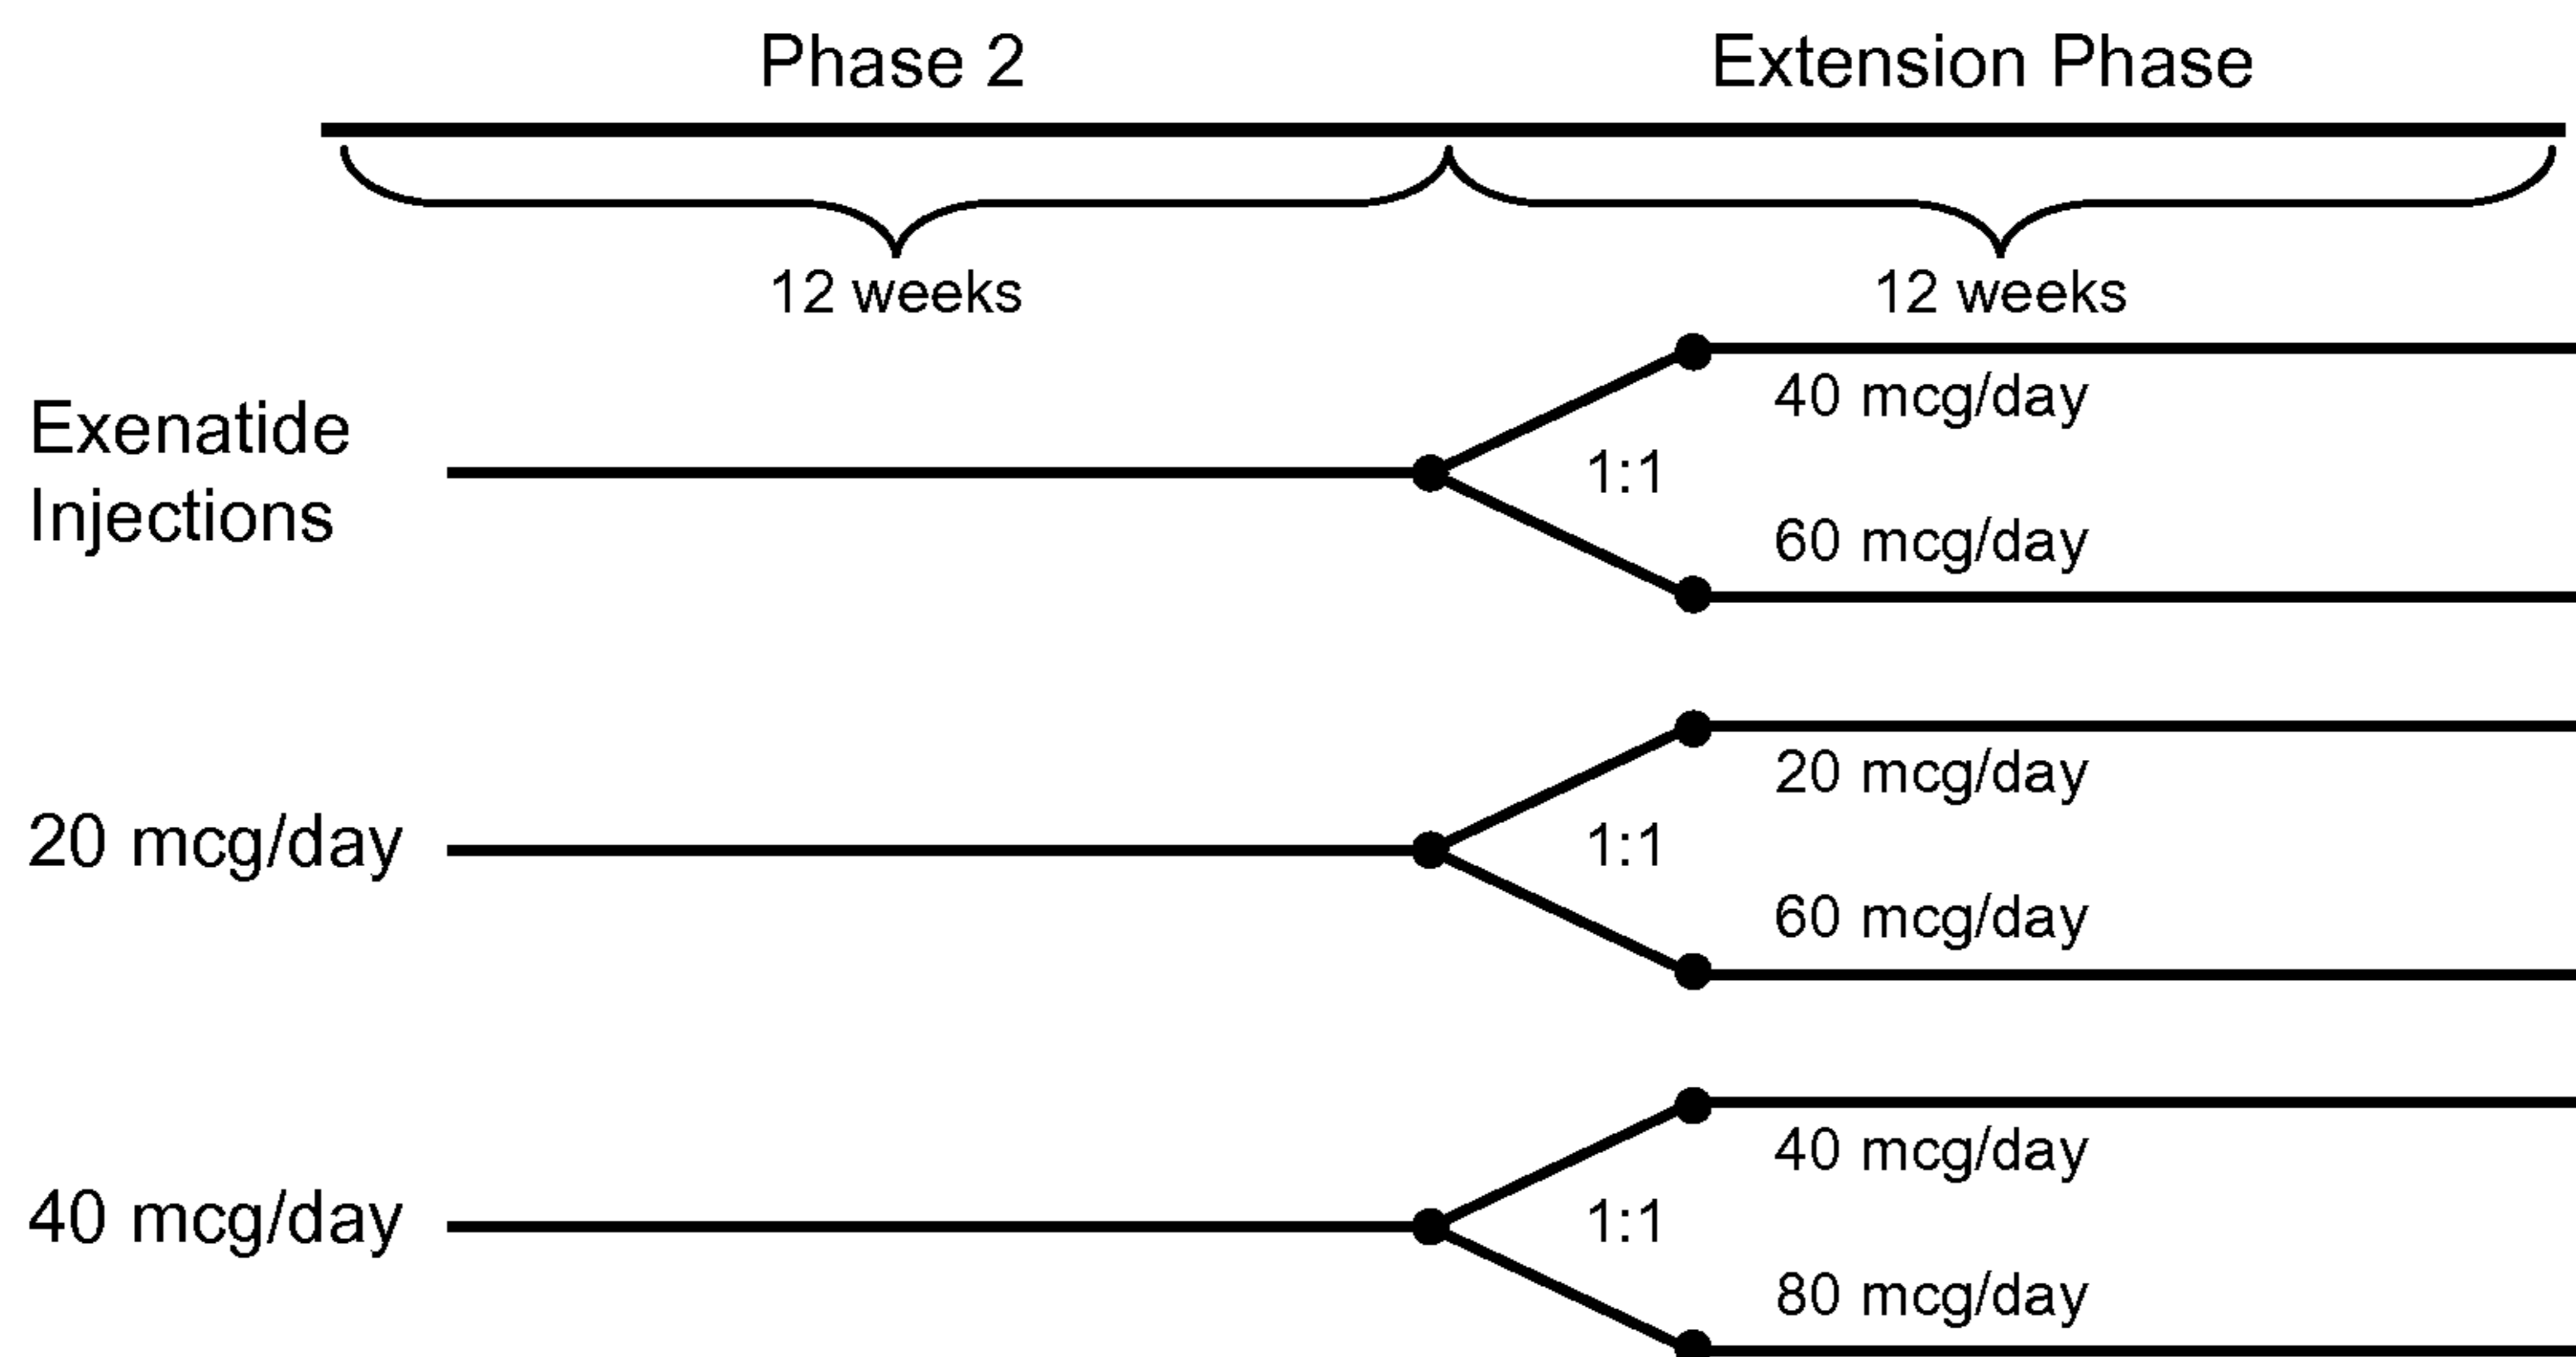 Phase 2
Extension Phase
12 weeks
12 weeks
Exenatide
Injections
40 mcg/day
1:1
60 mcg/day
20 mcg/day
20 mcg/day
1:1
60 mcg/day
40 mcg/day
40 mcg/day
1:1
80 mcg/day